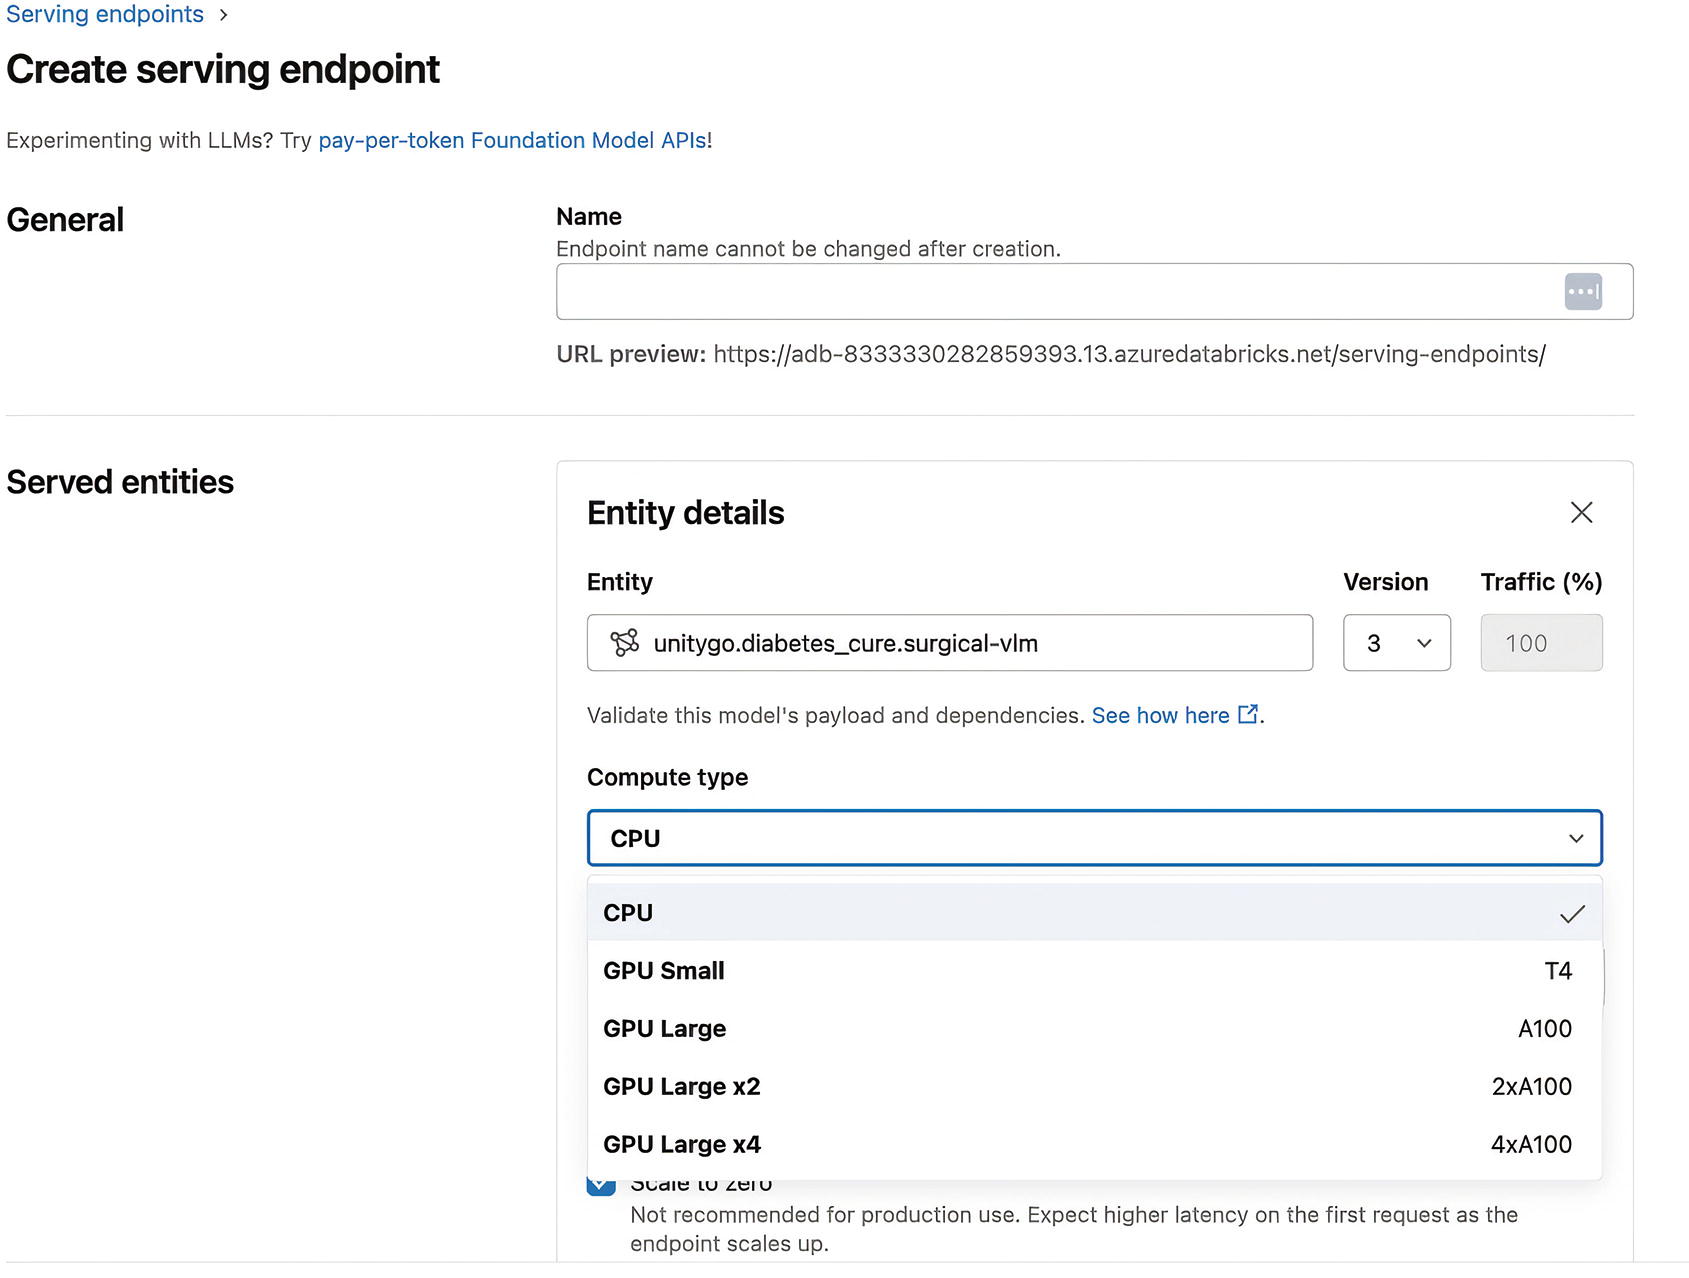 Serving endpoints >
Create serving endpoint
Experimenting with LLMs? Try pay-per-token Foundation Model APIs!
General
Name
Endpoint name cannot be changed after creation.
URL preview: https://adb-8333330282859393.13.azuredatabricks.net/serving-endpoints/
Served entities
Entity details
Entity Version Traffic (%)
unitygo.diabetes_cure.surgical-vlm 3 100
Validate this model's payload and dependencies. See how here.
Compute type
CPU
CPU
GPU Small T4
GPU Large A100
GPU Large x2 2xA100
GPU Large x4 4xA100
Scale to zero
Not recommended for production use. Expect higher latency on the first request as the
endpoint scales up.